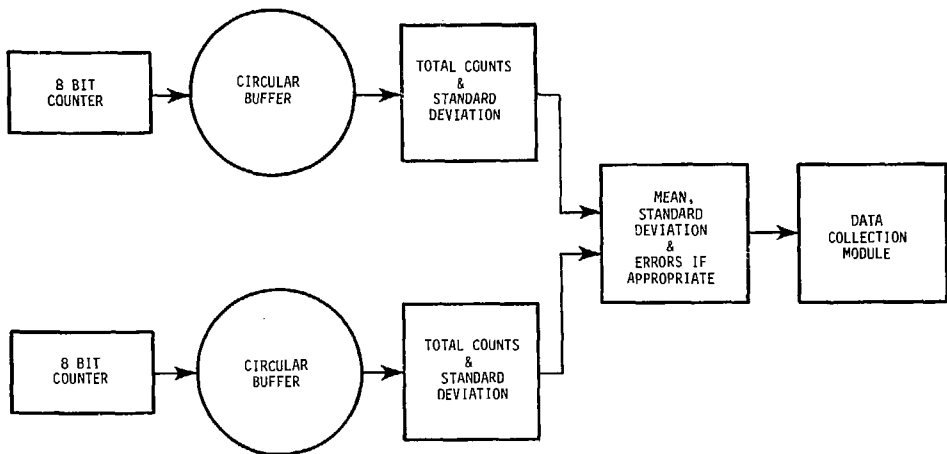 8 BIT
COUNTER
CIRCULAR
BUFFER
TOTAL COUNTS
&
STANDARD
DEVIATION
MEAN,
STANDARD
DEVIATION
&
ERRORS IF
APPROPRIATE
DATA
COLLECTION
MODULE
8 BIT
COUNTER
CIRCULAR
BUFFER
TOTAL COUNTS
&
STANDARD
DEVIATION